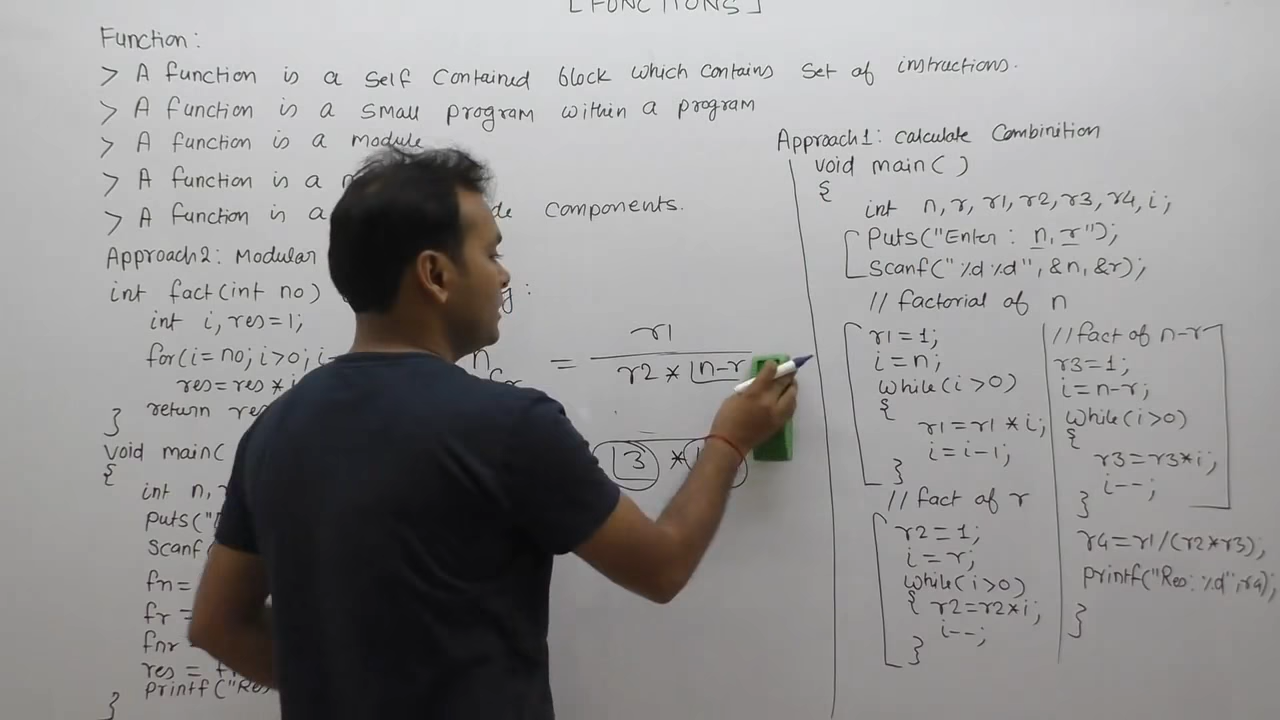 [FUNCTIONS]
Function:
> A function is a self contained block which contains set of instructions.
> A function is a small program within a program
> A function is a module
> A function is a
> A function is a components.
Approach2: Modular
int fact(int no)
int i, res=1;
for(i=no; i>0; i-
res=res*i
return res
}
void main(
{
int n,
puts("
scanf
fn=
fr =
fnr
res =
printf("Res
}
n = r1
r2 * n-r
3 *
Approach1: calculate Combinition
void main( )
{
int n, r, r1, r2, r3, r4, i;
Puts("Enter : n, r");
Scanf("%d%d", &n, &r);
// factorial of n
r1=1;
i=n;
while(i>0)
{
r1=r1*i;
i=i-1;
}
// fact of r
r2=1;
i=r;
while(i>0)
{ r2=r2*i;
i--;
}
//fact of n-r
r3=1;
i=n-r;
while(i>0)
{
r3=r3*i;
i--;
}
r4=r1/(r2*r3);
printf("Res: %d", r4);
}